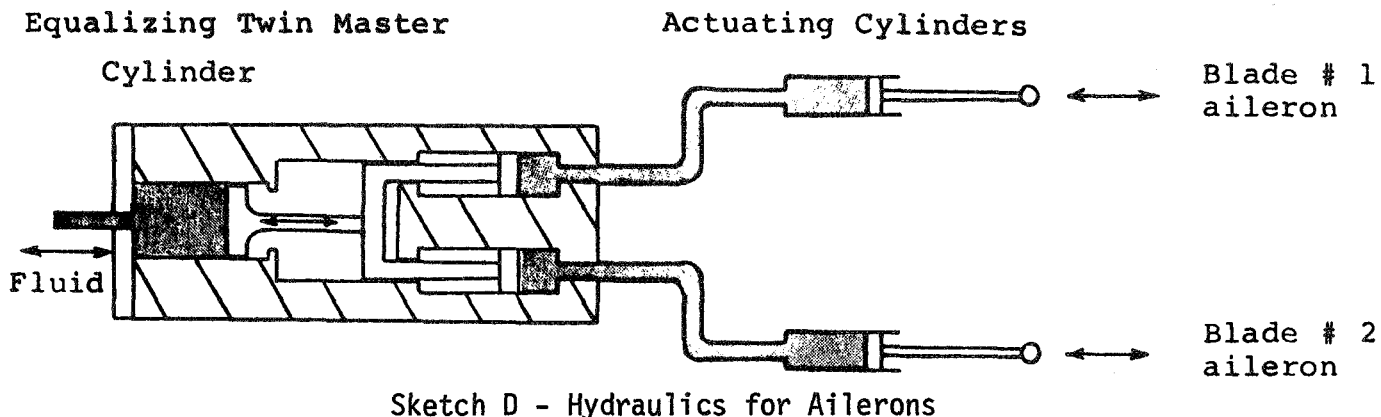 Equalizing Twin Master
Cylinder
Actuating Cylinders
Blade # 1
aileron
Fluid
Blade # 2
aileron
Sketch D - Hydraulics for Ailerons